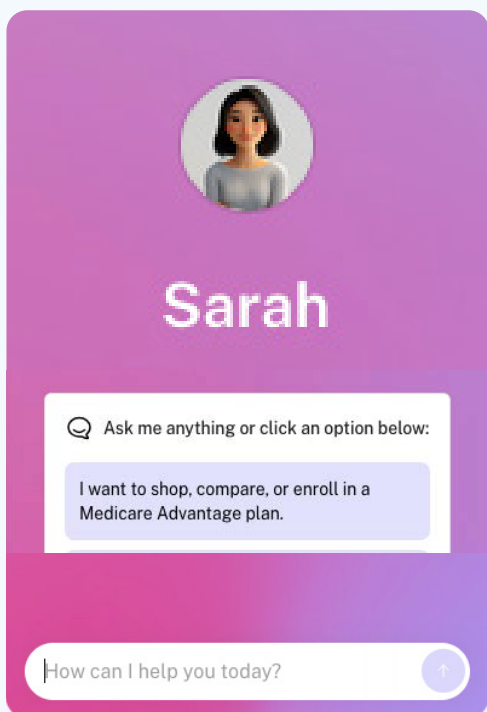 Sarah
Ask me anything or click an option below:
I want to shop, compare, or enroll in a
Medicare Advantage plan.
How can I help you today?